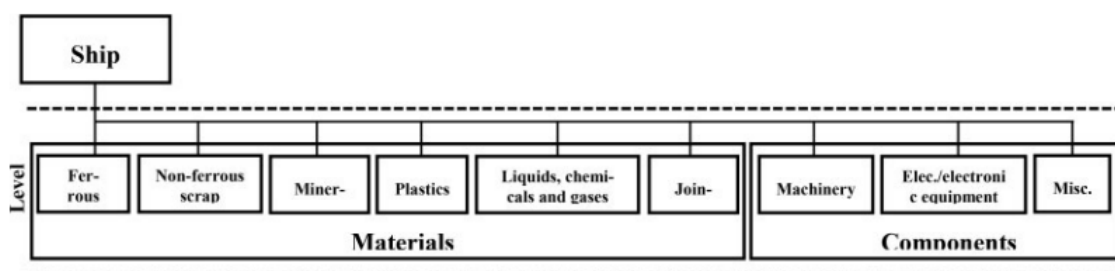 Ship
Level
Fer-
rous
Non-ferrous
scrap
Miner-
Plastics
Liquids, chemi-
cals and gases
Join-
Machinery
Elec./electroni
c equipment
Misc.
Materials
Components